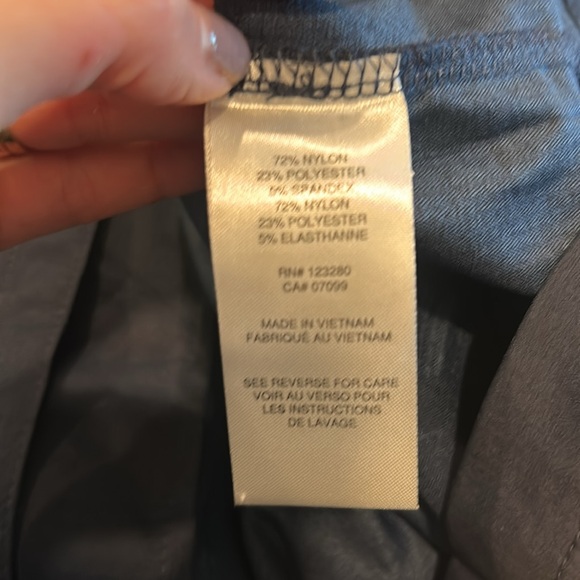 72% NYLON
23% POLYESTER
5% SPANDEX
72% NYLON
23% POLYESTER
5% ELASTHANNE
RN# 123280
CA# 07099
MADE IN VIETNAM
FABRIQUÉ AU VIETNAM
SEE REVERSE FOR CARE
VOIR AU VERSO POUR
LES INSTRUCTIONS
DE LAVAGE